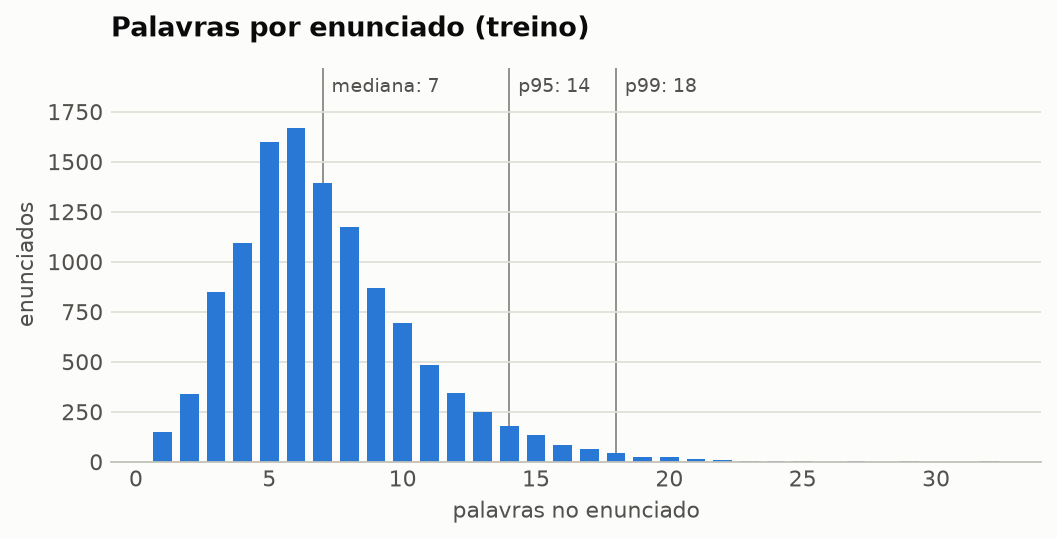 Palavras por enunciado (treino)
mediana: 7
p95: 14
p99: 18
1750
1500
1250
1000
750
500
250
0
enunciados
0 5 10 15 20 25 30
palavras no enunciado